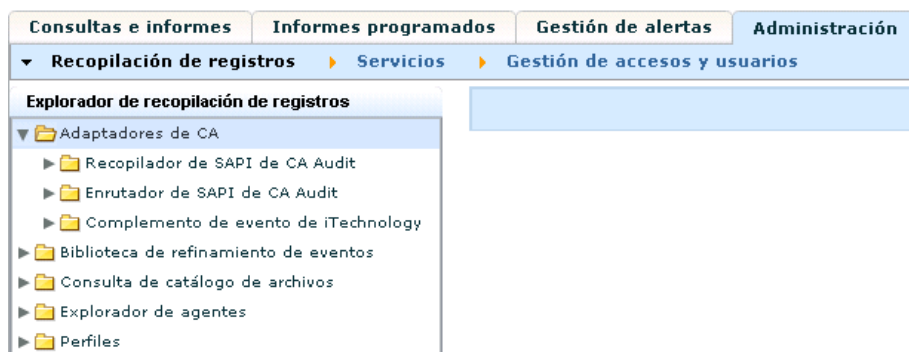 Consultas e informes Informes programados Gestión de alertas Administración
Recopilación de registros Servicios Gestión de accesos y usuarios
Explorador de recopilación de registros
Adaptadores de CA
Recopilador de SAPI de CA Audit
Enrutador de SAPI de CA Audit
Complemento de evento de iTechnology
Biblioteca de refinamiento de eventos
Consulta de catálogo de archivos
Explorador de agentes
Perfiles